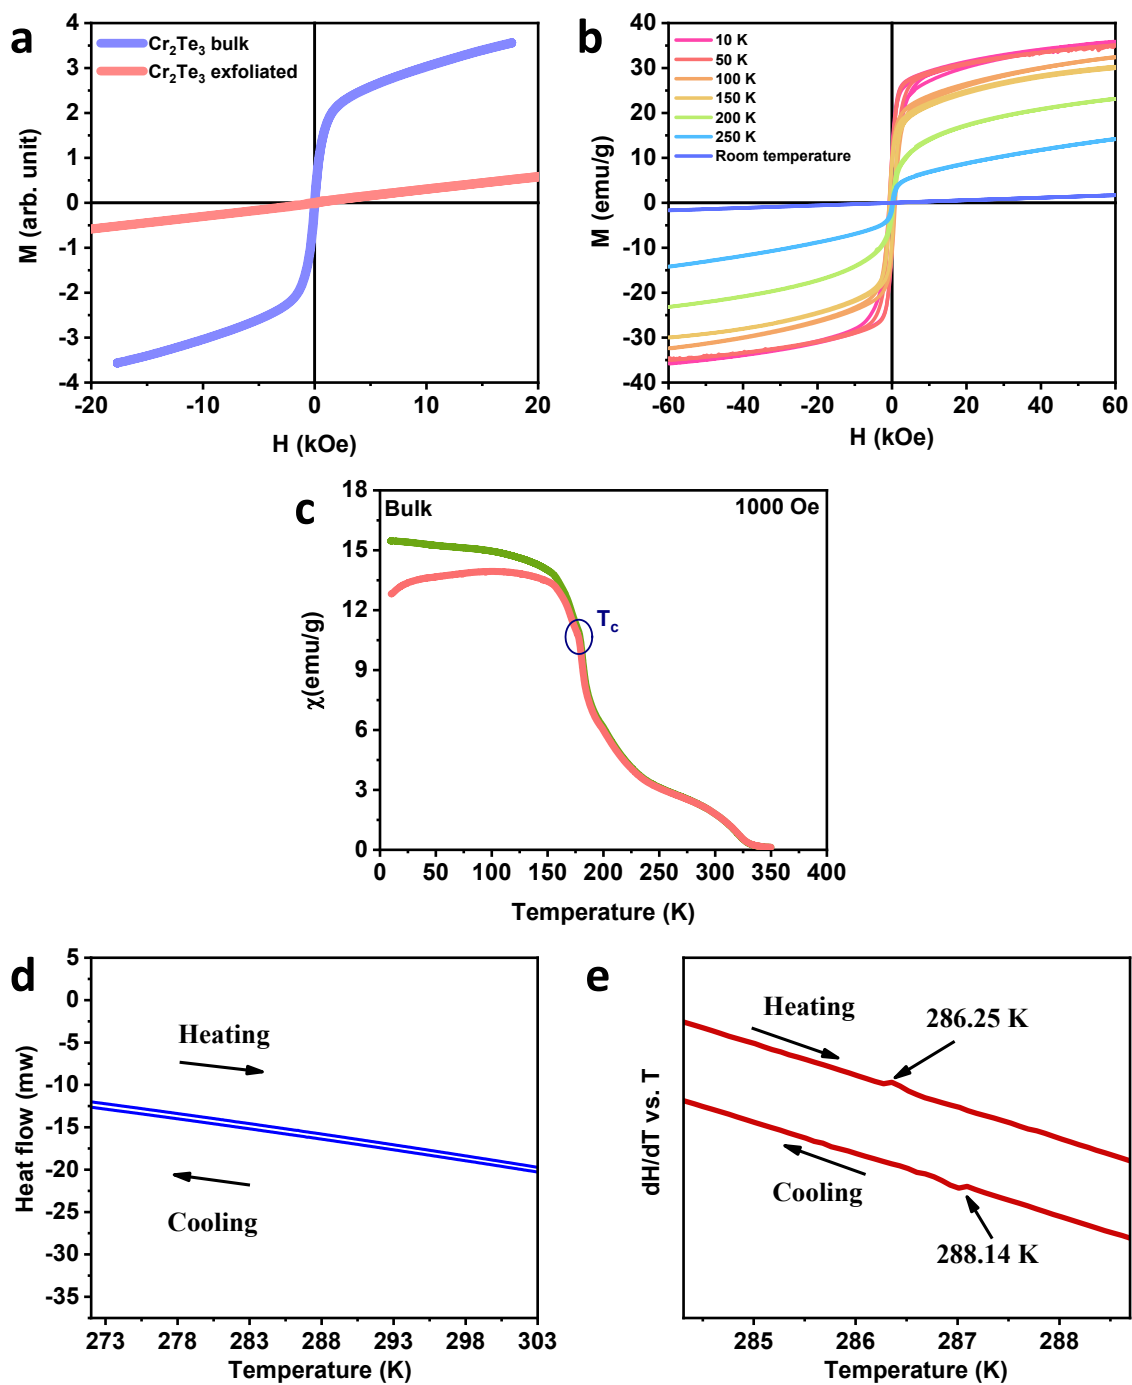 a
Cr2Te3 bulk
Cr2Te3 exfoliated
M (arb. unit)
4
3
2
1
0
-1
-2
-3
-4
-20
-10
0
10
20
H (kOe)
b
10 K
50 K
100 K
150 K
200 K
250 K
Room temperature
M (emu/g)
40
30
20
10
0
-10
-20
-30
-40
-60
-40
-20
0
20
40
60
H (kOe)
c
Bulk
1000 Oe
Tc
χ(emu/g)
18
15
12
9
6
3
0
0
50
100
150
200
250
300
350
400
Temperature (K)
d
Heating
Cooling
Heat flow (mw)
5
0
-5
-10
-15
-20
-25
-30
-35
273
278
283
288
293
298
303
Temperature (K)
e
Heating
286.25 K
Cooling
288.14 K
dH/dT vs. T
285
286
287
288
Temperature (K)